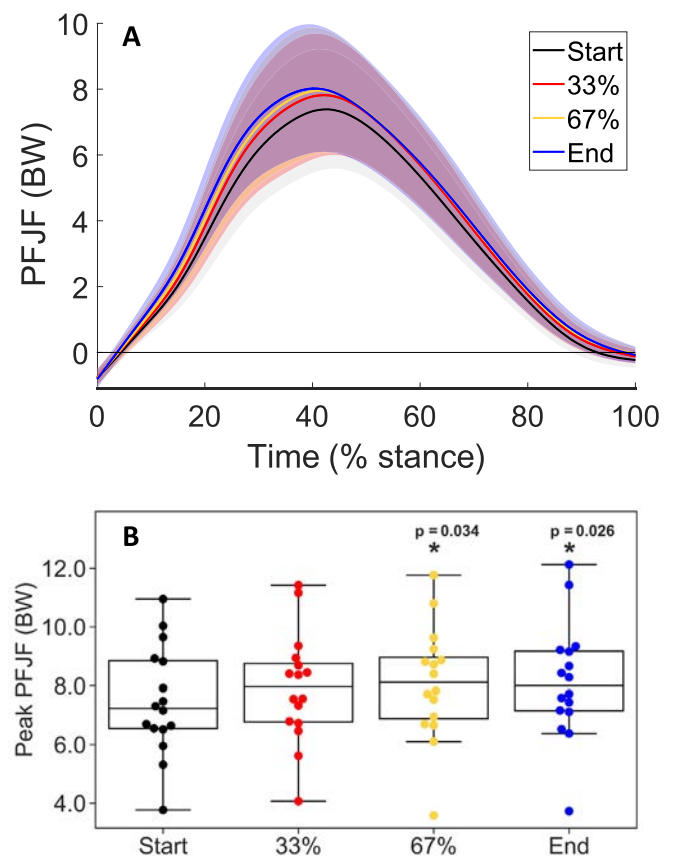 A
10
8
6
4
2
0
PFJF (BW)
Start
33%
67%
End
0 20 40 60 80 100
Time (% stance)
B
p = 0.034
p = 0.026
* *
12.0
10.0
8.0
6.0
4.0
Peak PFJF (BW)
Start 33% 67% End